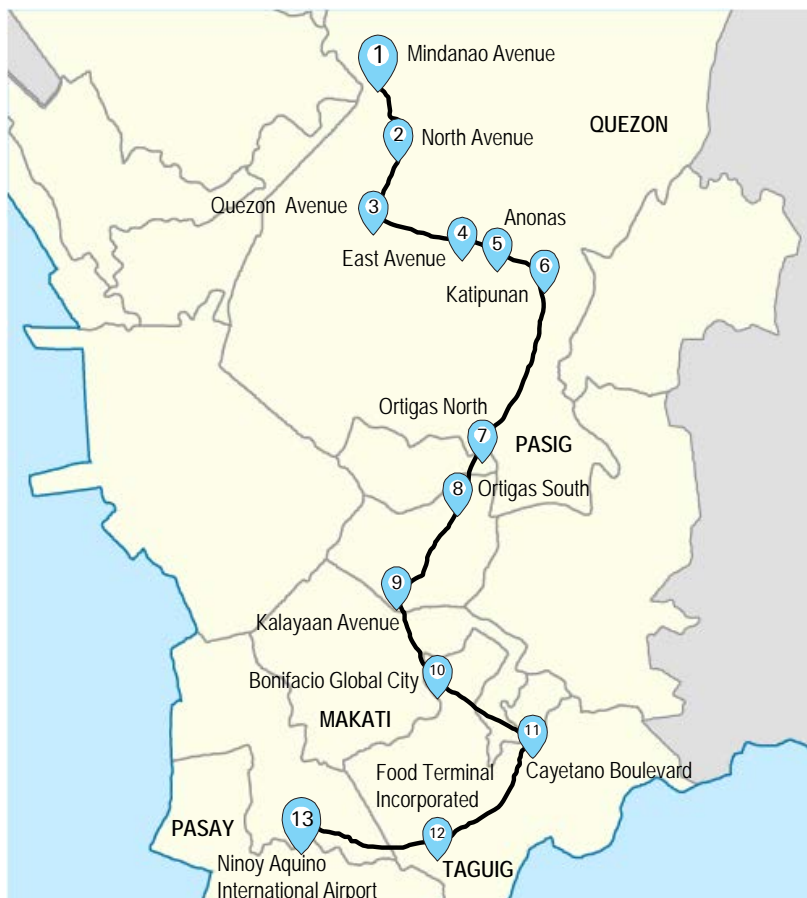 1
Mindanao Avenue
QUEZON
2
North Avenue
Quezon Avenue
3
Anonas
4
5
East Avenue
6
Katipunan
Ortigas North
7
PASIG
8
Ortigas South
9
Kalayaan Avenue
10
Bonifacio Global City
MAKATI
11
Food Terminal
Incorporated
Cayetano Boulevard
13
PASAY
12
Ninoy Aquino
International Airport
TAGUIG